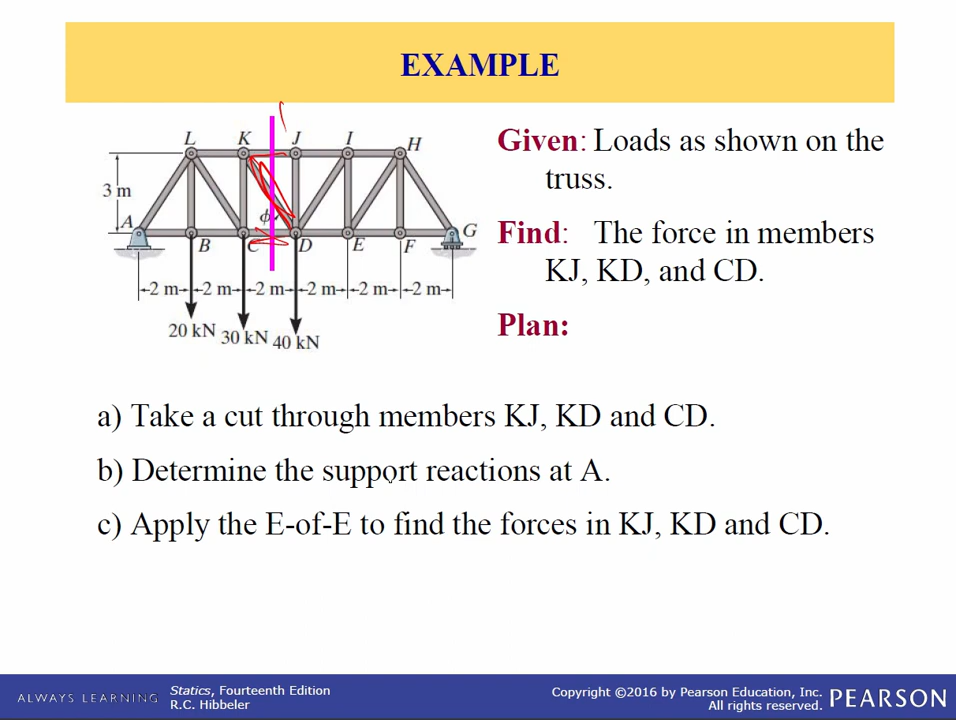 EXAMPLE
L K J I H
3 m
A B C ϕ D E F G
2 m 2 m 2 m 2 m 2 m 2 m
20 kN 30 kN 40 kN
Given: Loads as shown on the
truss.
Find: The force in members
KJ, KD, and CD.
Plan:
a) Take a cut through members KJ, KD and CD.
b) Determine the support reactions at A.
c) Apply the E-of-E to find the forces in KJ, KD and CD.
ALWAYS LEARNING
Statics, Fourteenth Edition
R.C. Hibbeler
Copyright ©2016 by Pearson Education, Inc.
All rights reserved.
PEARSON